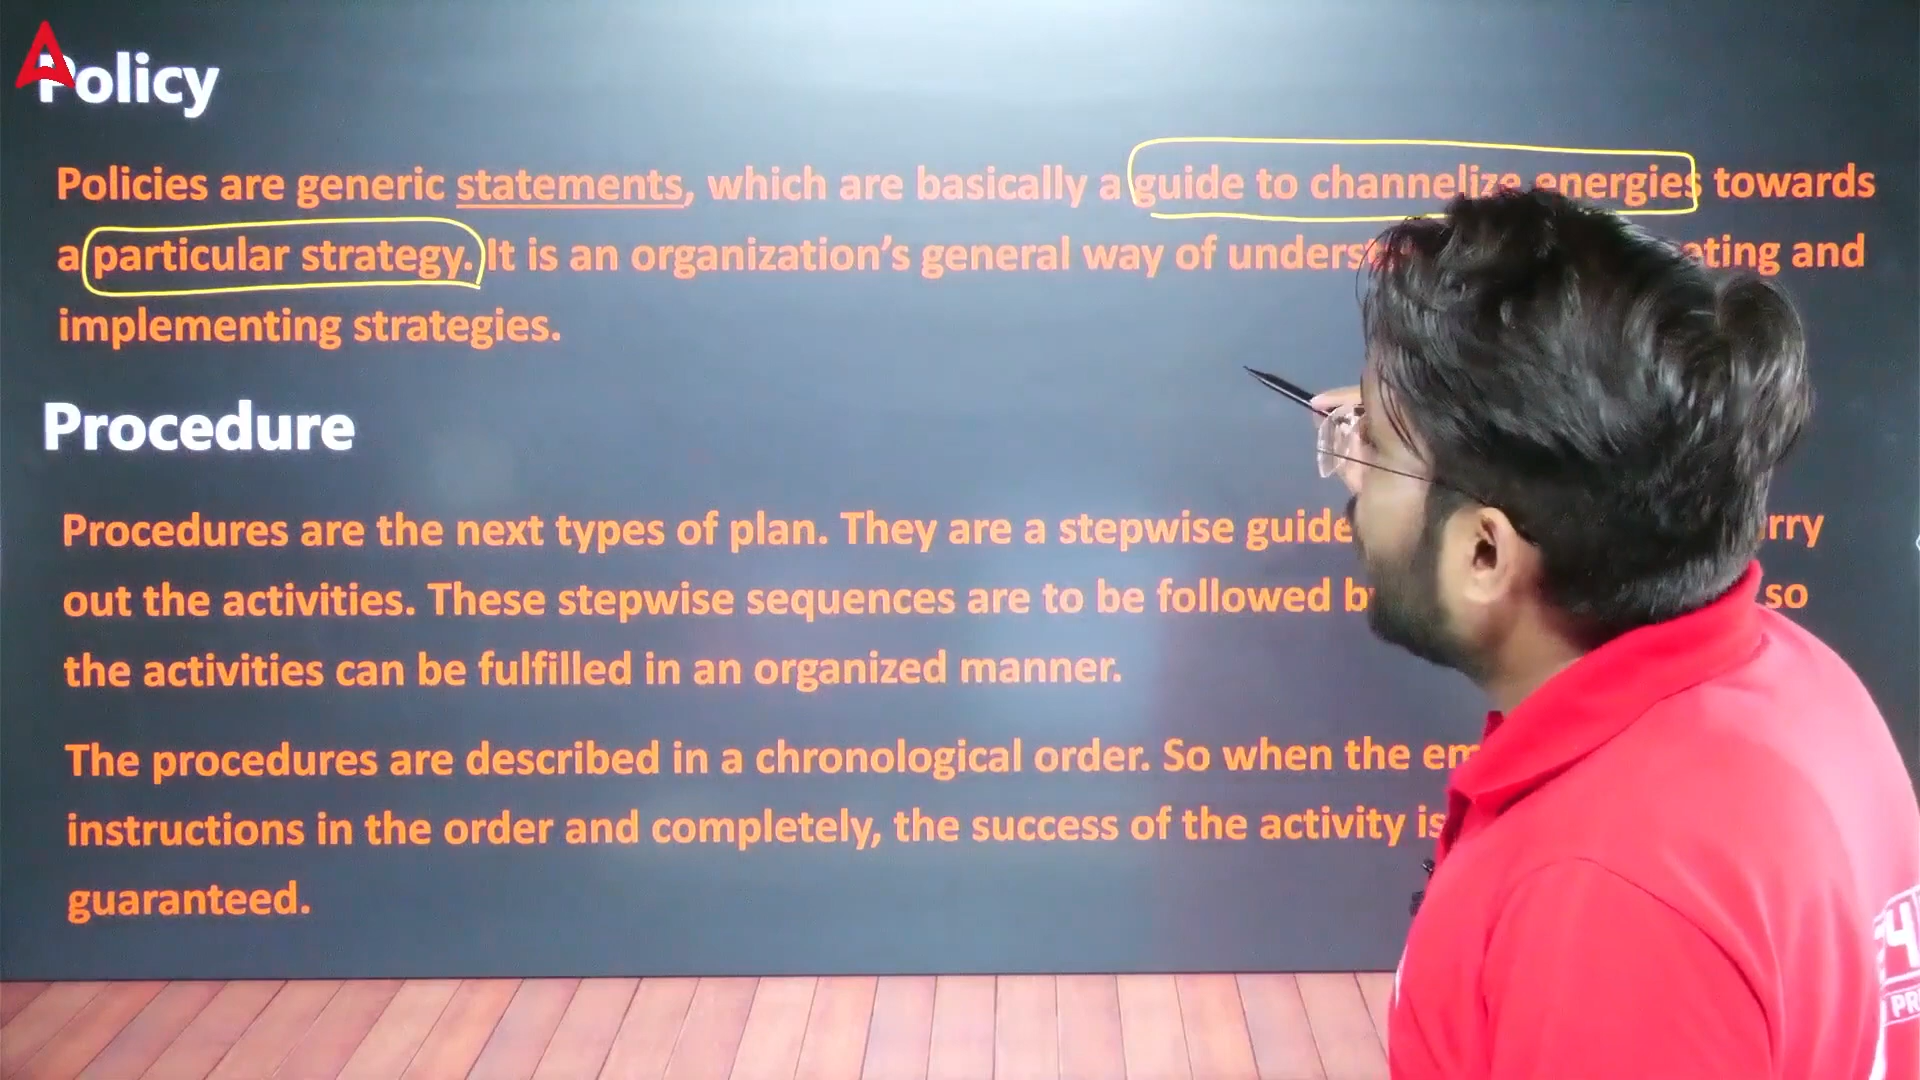 Policy
Policies are generic statements, which are basically a guide to channelize energies towards
a particular strategy. It is an organization’s general way of and
implementing strategies.
Procedure
Procedures are the next types of plan. They are a stepwise guide
out the activities. These stepwise sequences are to be followed so
the activities can be fulfilled in an organized manner.
The procedures are described in a chronological order. So when the
instructions in the order and completely, the success of the activity is
guaranteed.